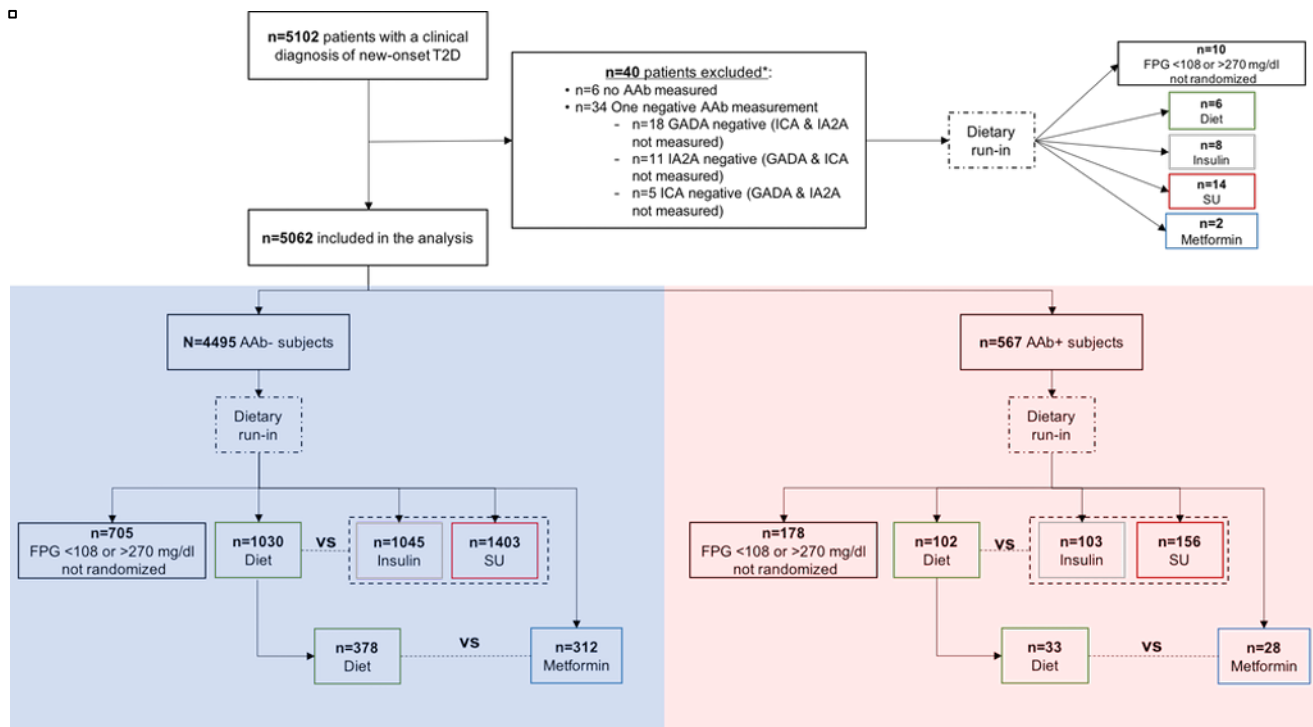 n=5102 patients with a clinical
diagnosis of new-onset T2D
n=40 patients excluded*:
• n=6 no AAb measured
• n=34 One negative AAb measurement
- n=18 GADA negative (ICA & IA2A
not measured)
- n=11 IA2A negative (GADA & ICA
not measured)
- n=5 ICA negative (GADA & IA2A
not measured)
Dietary
run-in
n=10
FPG <108 or >270 mg/dl
not randomized
n=6
Diet
n=8
Insulin
n=14
SU
n=2
Metformin
n=5062 included in the analysis
N=4495 AAb- subjects
Dietary
run-in
n=705
FPG <108 or >270 mg/dl
not randomized
n=1030
Diet
vs
n=1045
Insulin
n=1403
SU
n=378
Diet
vs
n=312
Metformin
n=567 AAb+ subjects
Dietary
run-in
n=178
FPG <108 or >270 mg/dl
not randomized
n=102
Diet
vs
n=103
Insulin
n=156
SU
n=33
Diet
vs
n=28
Metformin